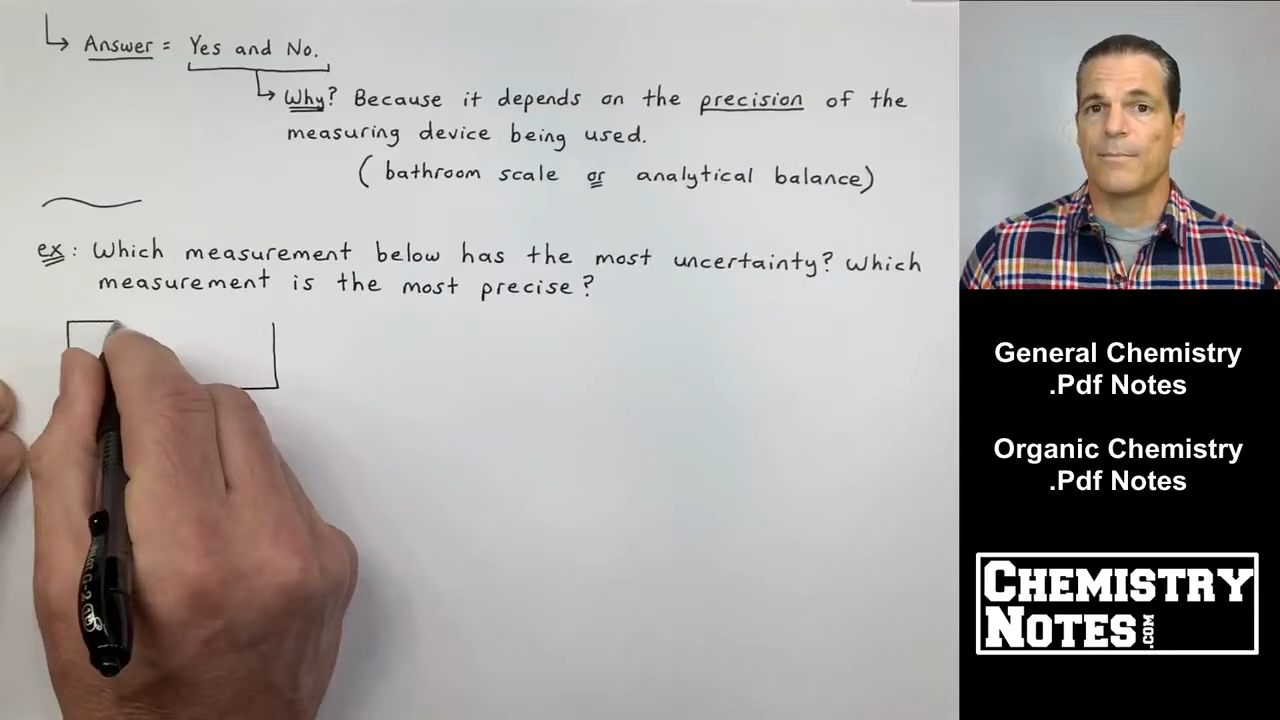 Answer = Yes and No.
Why? Because it depends on the precision of the
measuring device being used.
(bathroom scale or analytical balance)
ex: Which measurement below has the most uncertainty? Which
measurement is the most precise?
G-2
General Chemistry
.Pdf Notes
Organic Chemistry
.Pdf Notes
CHEMISTRY
NOTES.COM